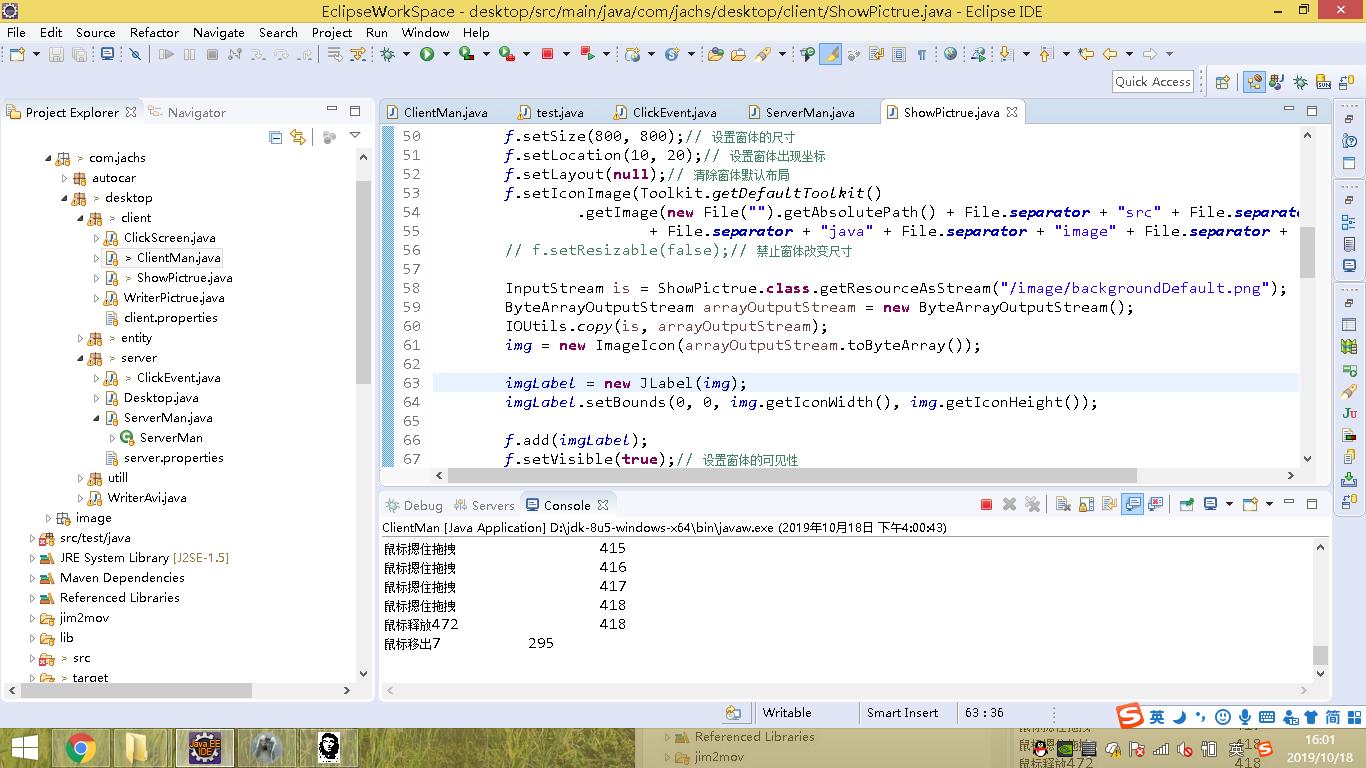 EclipseWorkSpace - desktop/src/main/java/com/jachs/desktop/client/ShowPictrue.java - Eclipse IDE
File Edit Source Refactor Navigate Search Project Run Window Help
Quick Access
Project Explorer Navigator
> com.jachs
autocar
> desktop
> client
ClickScreen.java
> ClientMan.java
> ShowPictrue.java
WriterPictrue.java
client.properties
> entity
> server
> ClickEvent.java
Desktop.java
ServerMan.java
ServerMan
server.properties
utill
WriterAvi.java
image
src/test/java
JRE System Library [J2SE-1.5]
Maven Dependencies
Referenced Libraries
jim2mov
lib
> src
> target
ClientMan.java test.java ClickEvent.java ServerMan.java ShowPictrue.java
50 f.setSize(800, 800);// 设置窗体的尺寸
51 f.setLocation(10, 20);// 设置窗体出现坐标
52 f.setLayout(null);// 清除窗体默认布局
53 f.setIconImage(Toolkit.getDefaultToolkit()
54 .getImage(new File("").getAbsolutePath() + File.separator + "src" + File.separato
55 + File.separator + "java" + File.separator + "image" + File.separator +
56 // f.setResizable(false);// 禁止窗体改变尺寸
57
58 InputStream is = ShowPictrue.class.getResourceAsStream("/image/backgroundDefault.png");
59 ByteArrayOutputStream arrayOutputStream = new ByteArrayOutputStream();
60 IOUtils.copy(is, arrayOutputStream);
61 img = new ImageIcon(arrayOutputStream.toByteArray());
62
63 imgLabel = new JLabel(img);
64 imgLabel.setBounds(0, 0, img.getIconWidth(), img.getIconHeight());
65
66 f.add(imgLabel);
67 f.setVisible(true);// 设置窗体的可见性
Debug Servers Console
ClientMan [Java Application] D:\jdk-8u5-windows-x64\bin\javaw.exe (2019年10月18日 下午4:00:43)
鼠标摁住拖拽 415
鼠标摁住拖拽 416
鼠标摁住拖拽 417
鼠标摁住拖拽 418
鼠标释放472 418
鼠标移出7 295
Writable Smart Insert 63 : 36
英 简
Java EE IDE
Referenced Libraries
jim2mov
鼠标释放472 418
英
16:01
2019/10/18